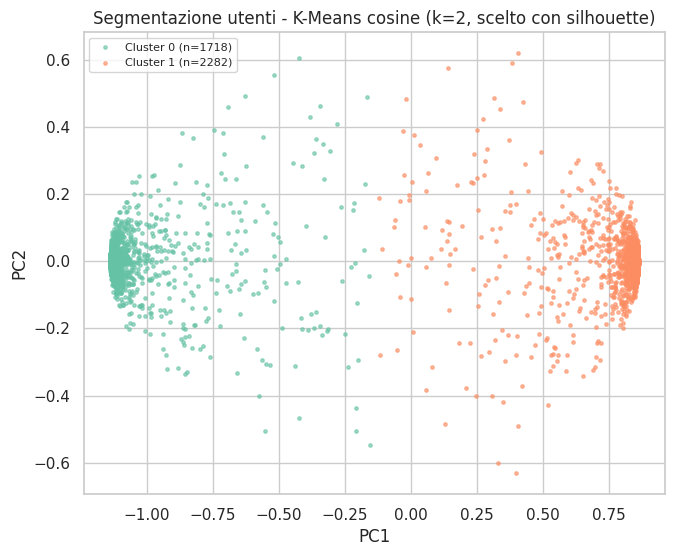 Segmentazione utenti - K-Means cosine (k=2, scelto con silhouette)
Cluster 0 (n=1718)
Cluster 1 (n=2282)
0.6
0.4
0.2
0.0
−0.2
−0.4
−0.6
PC2
−1.00 −0.75 −0.50 −0.25 0.00 0.25 0.50 0.75
PC1